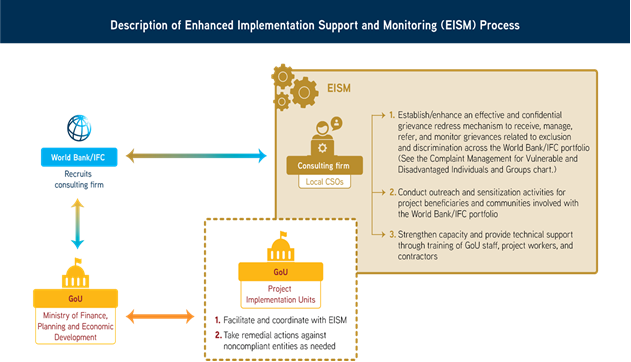 Description of Enhanced Implementation Support and Monitoring (EISM) Process
EISM
World Bank/IFC
Recruits
consulting firm
Consulting firm
Local CSOs
1. Establish/enhance an effective and confidential
grievance redress mechanism to receive, manage,
refer, and monitor grievances related to exclusion
and discrimination across the World Bank/IFC portfolio
(See the Complaint Management for Vulnerable and
Disadvantaged Individuals and Groups chart.)
2. Conduct outreach and sensitization activities for
project beneficiaries and communities involved with
the World Bank/IFC portfolio
3. Strengthen capacity and provide technical support
through training of GoU staff, project workers, and
contractors
GoU
Ministry of Finance,
Planning and Economic
Development
GoU
Project
Implementation Units
1. Facilitate and coordinate with EISM
2. Take remedial actions against
noncompliant entities as needed